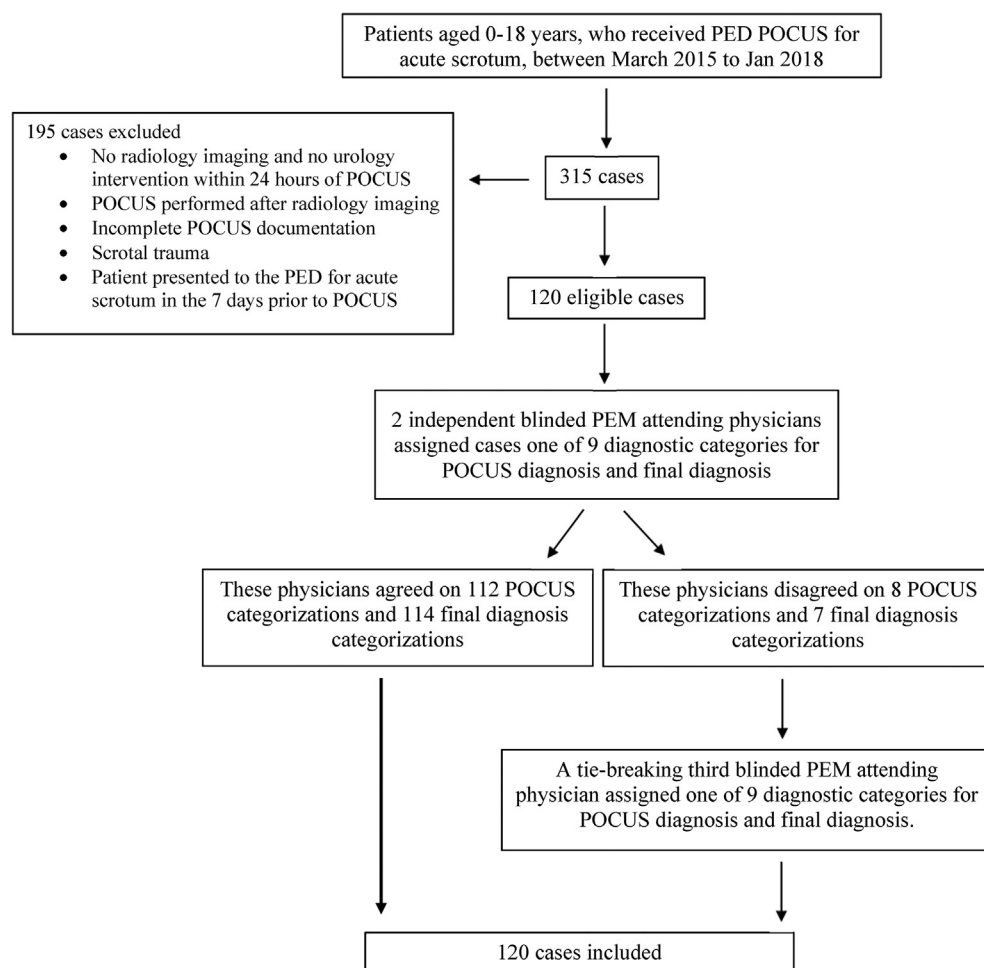 Patients aged 0-18 years, who received PED POCUS for
acute scrotum, between March 2015 to Jan 2018
195 cases excluded
• No radiology imaging and no urology
intervention within 24 hours of POCUS
• POCUS performed after radiology imaging
• Incomplete POCUS documentation
• Scrotal trauma
• Patient presented to the PED for acute
scrotum in the 7 days prior to POCUS
315 cases
120 eligible cases
2 independent blinded PEM attending physicians
assigned cases one of 9 diagnostic categories for
POCUS diagnosis and final diagnosis
These physicians agreed on 112 POCUS
categorizations and 114 final diagnosis
categorizations
These physicians disagreed on 8 POCUS
categorizations and 7 final diagnosis
categorizations
A tie-breaking third blinded PEM attending
physician assigned one of 9 diagnostic categories for
POCUS diagnosis and final diagnosis.
120 cases included